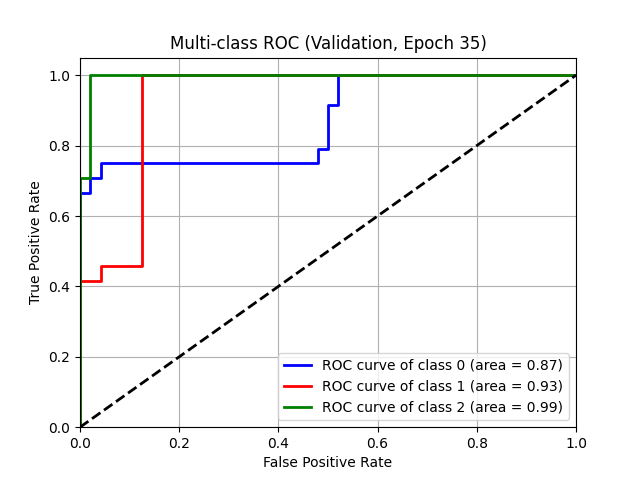 Multi-class ROC (Validation, Epoch 35)
True Positive Rate
1.0
0.8
0.6
0.4
0.2
0.0
ROC curve of class 0 (area = 0.87)
ROC curve of class 1 (area = 0.93)
ROC curve of class 2 (area = 0.99)
0.0 0.2 0.4 0.6 0.8 1.0
False Positive Rate